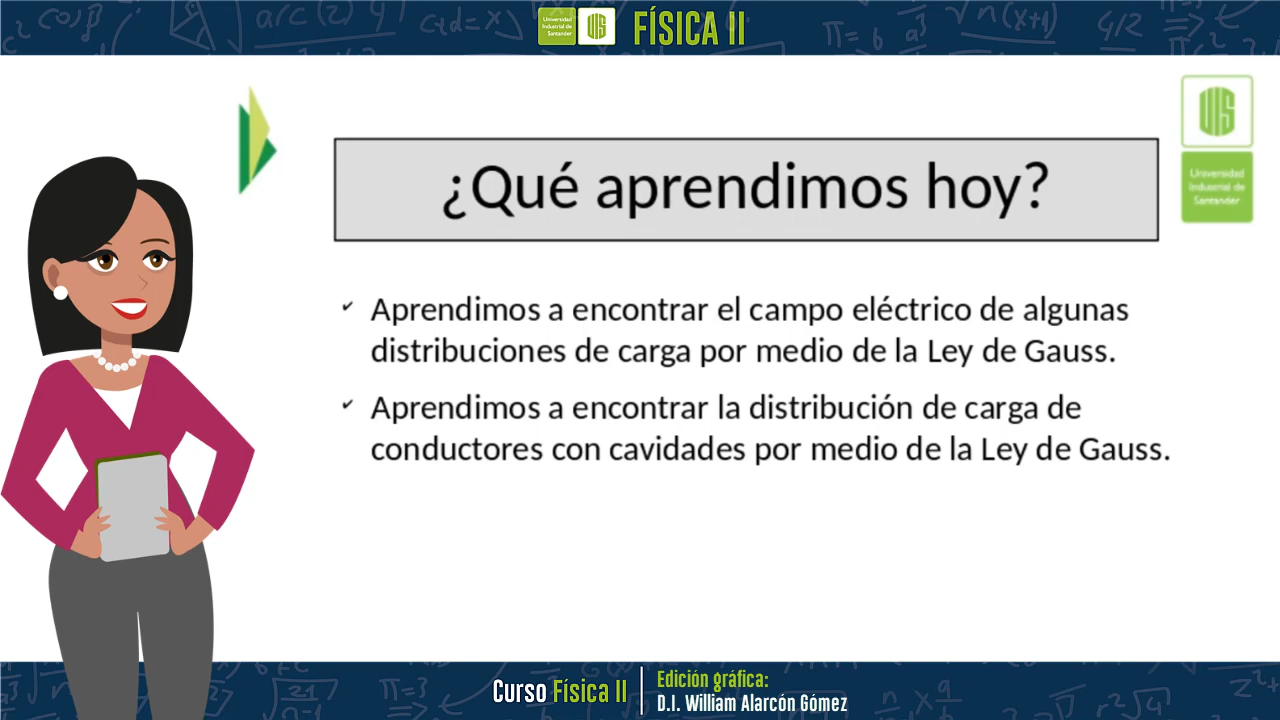 Universidad
Industrial de
Santander
UIS
FÍSICA II
UIS
Universidad
Industrial de
Santander
¿Qué aprendimos hoy?
✓ Aprendimos a encontrar el campo eléctrico de algunas
distribuciones de carga por medio de la Ley de Gauss.
✓ Aprendimos a encontrar la distribución de carga de
conductores con cavidades por medio de la Ley de Gauss.
Curso Física II
Edición gráfica:
D.I. William Alarcón Gómez